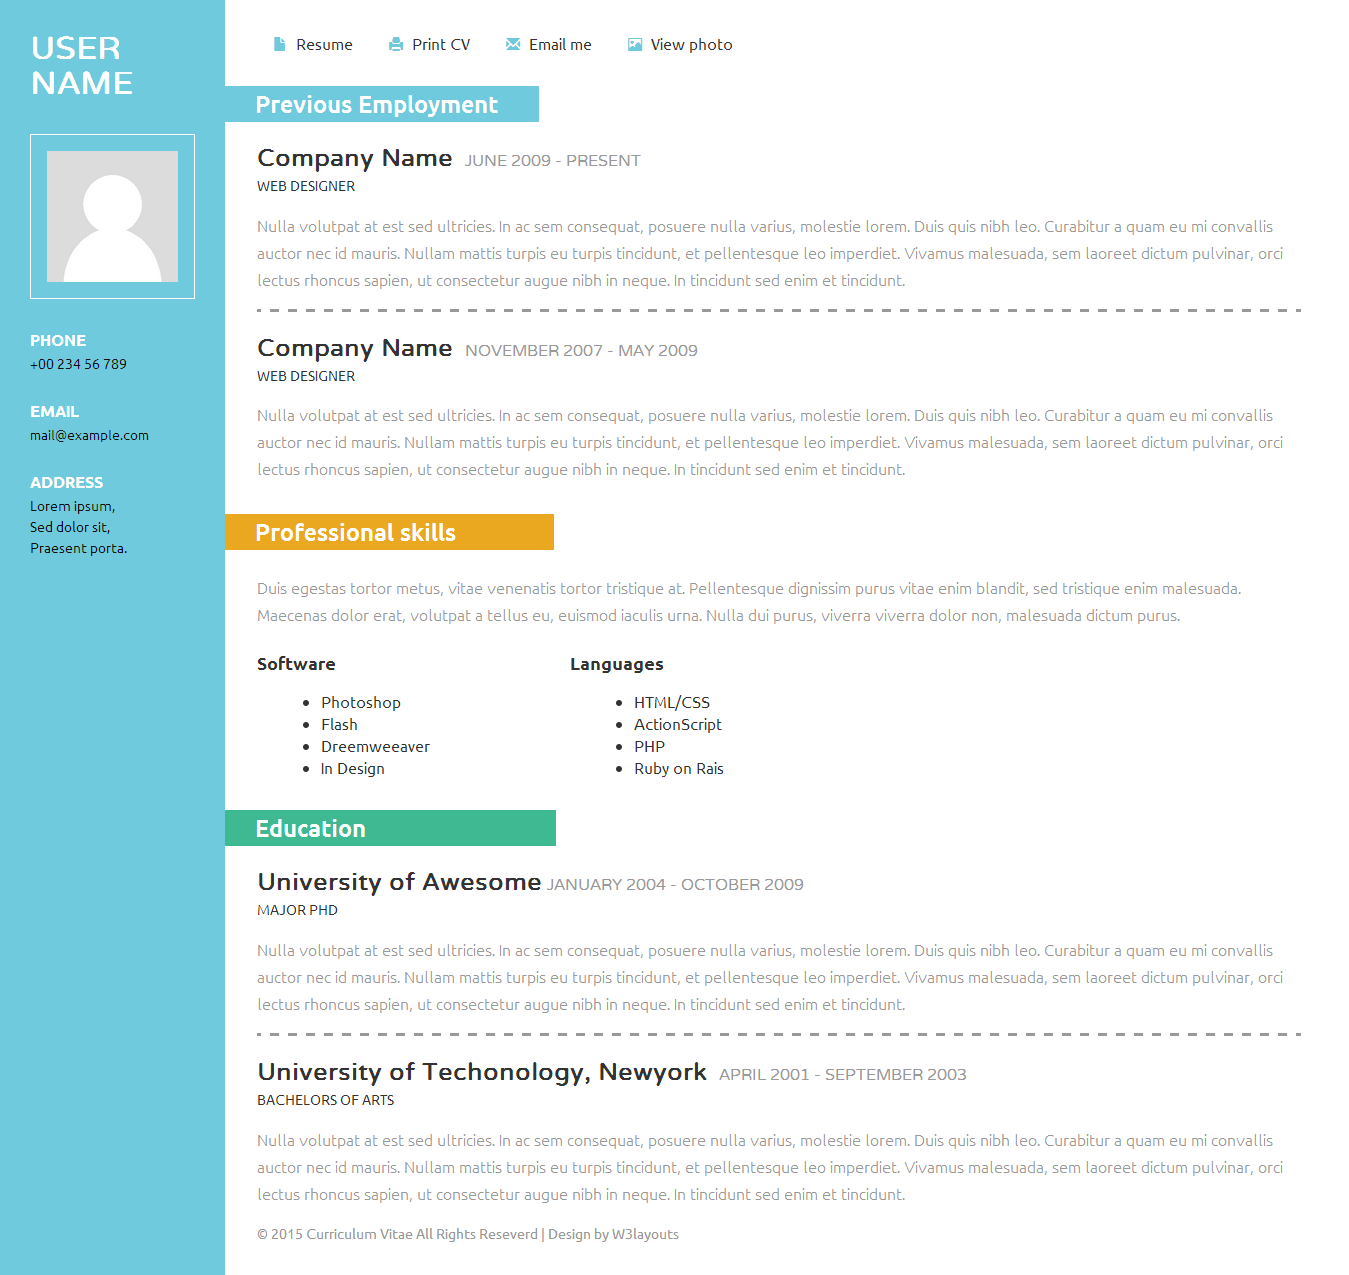 USER
NAME
PHONE
+00 234 56 789
EMAIL
mail@example.com
ADDRESS
Lorem ipsum,
Sed dolor sit,
Praesent porta.
Resume Print CV Email me View photo
Previous Employment
Company Name JUNE 2009 - PRESENT
WEB DESIGNER
Nulla volutpat at est sed ultricies. In ac sem consequat, posuere nulla varius, molestie lorem. Duis quis nibh leo. Curabitur a quam eu mi convallis
auctor nec id mauris. Nullam mattis turpis eu turpis tincidunt, et pellentesque leo imperdiet. Vivamus malesuada, sem laoreet dictum pulvinar, orci
lectus rhoncus sapien, ut consectetur augue nibh in neque. In tincidunt sed enim et tincidunt.
Company Name NOVEMBER 2007 - MAY 2009
WEB DESIGNER
Nulla volutpat at est sed ultricies. In ac sem consequat, posuere nulla varius, molestie lorem. Duis quis nibh leo. Curabitur a quam eu mi convallis
auctor nec id mauris. Nullam mattis turpis eu turpis tincidunt, et pellentesque leo imperdiet. Vivamus malesuada, sem laoreet dictum pulvinar, orci
lectus rhoncus sapien, ut consectetur augue nibh in neque. In tincidunt sed enim et tincidunt.
Professional skills
Duis egestas tortor metus, vitae venenatis tortor tristique at. Pellentesque dignissim purus vitae enim blandit, sed tristique enim malesuada.
Maecenas dolor erat, volutpat a tellus eu, euismod iaculis urna. Nulla dui purus, viverra viverra dolor non, malesuada dictum purus.
Software
• Photoshop
• Flash
• Dreemweeaver
• In Design
Languages
• HTML/CSS
• ActionScript
• PHP
• Ruby on Rais
Education
University of Awesome JANUARY 2004 - OCTOBER 2009
MAJOR PHD
Nulla volutpat at est sed ultricies. In ac sem consequat, posuere nulla varius, molestie lorem. Duis quis nibh leo. Curabitur a quam eu mi convallis
auctor nec id mauris. Nullam mattis turpis eu turpis tincidunt, et pellentesque leo imperdiet. Vivamus malesuada, sem laoreet dictum pulvinar, orci
lectus rhoncus sapien, ut consectetur augue nibh in neque. In tincidunt sed enim et tincidunt.
University of Techonology, Newyork APRIL 2001 - SEPTEMBER 2003
BACHELORS OF ARTS
Nulla volutpat at est sed ultricies. In ac sem consequat, posuere nulla varius, molestie lorem. Duis quis nibh leo. Curabitur a quam eu mi convallis
auctor nec id mauris. Nullam mattis turpis eu turpis tincidunt, et pellentesque leo imperdiet. Vivamus malesuada, sem laoreet dictum pulvinar, orci
lectus rhoncus sapien, ut consectetur augue nibh in neque. In tincidunt sed enim et tincidunt.
© 2015 Curriculum Vitae All Rights Reseverd | Design by W3layouts